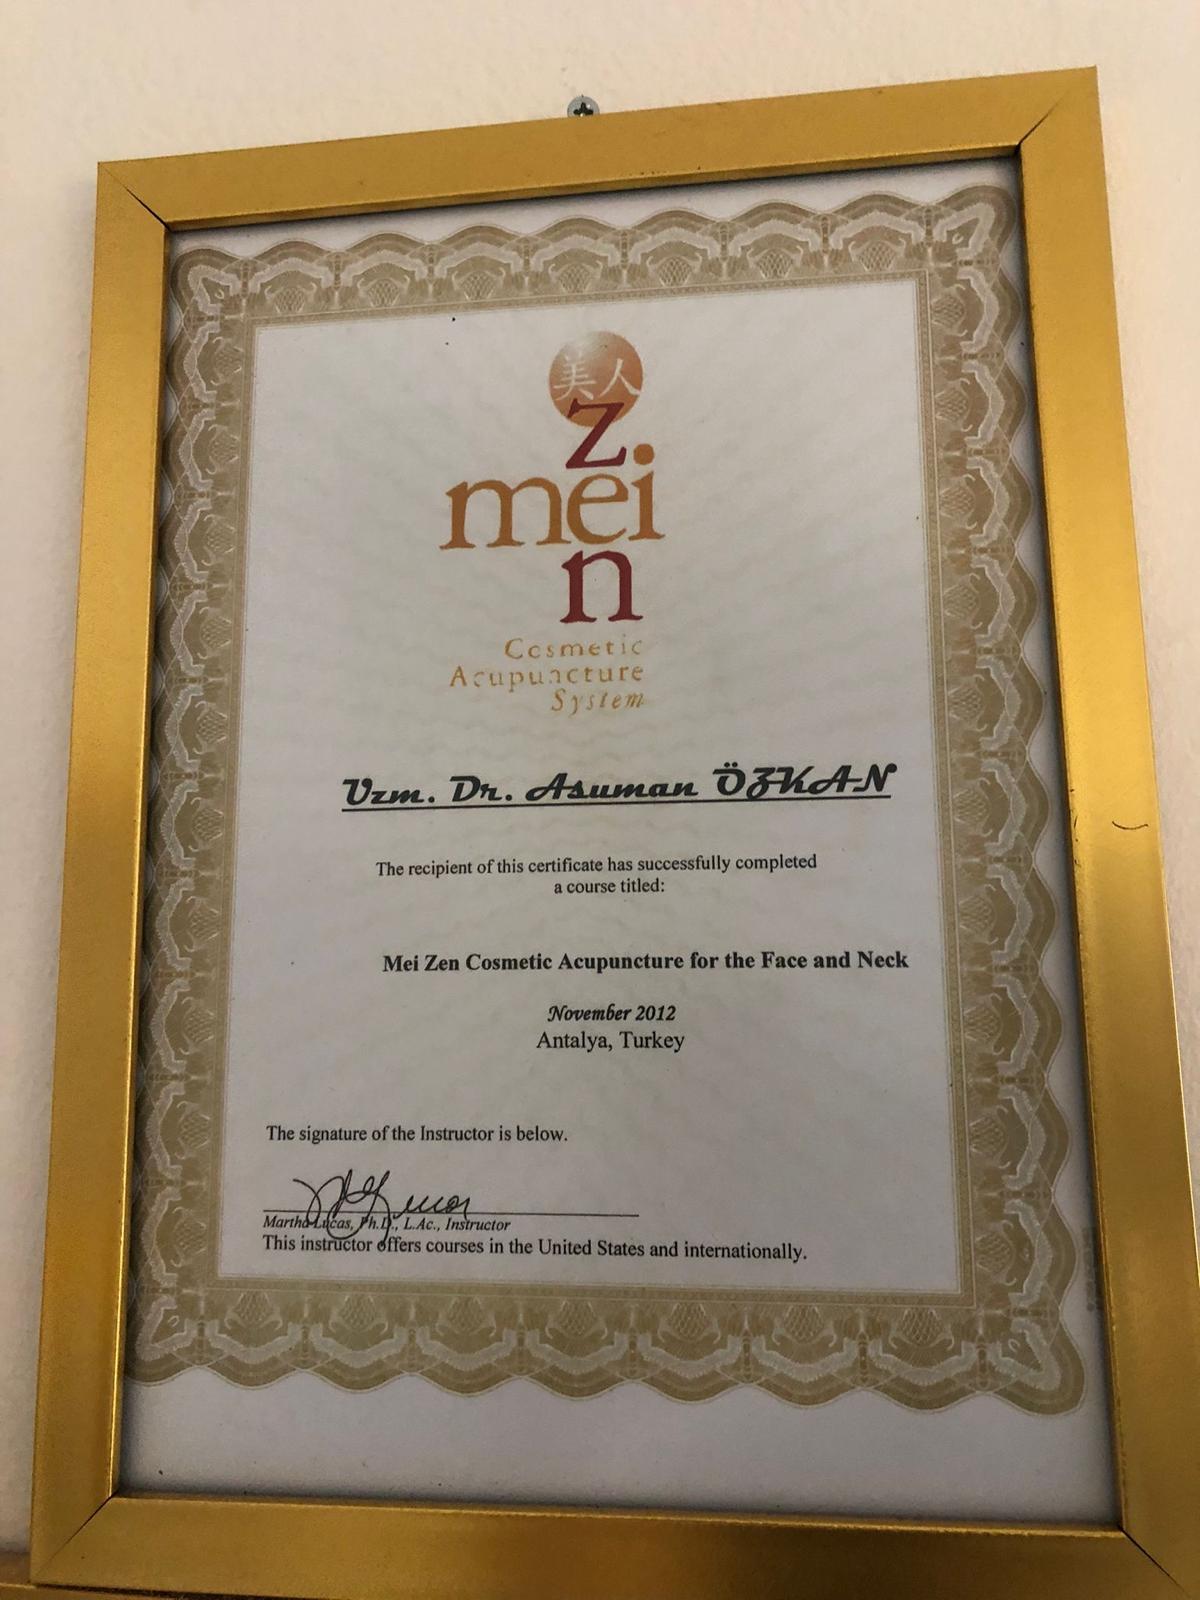 美人
z
mei
n
Cosmetic
Acupuncture
System
Uzm. Dr. Asuman ÖZKAN
The recipient of this certificate has successfully completed
a course titled:
Mei Zen Cosmetic Acupuncture for the Face and Neck
November 2012
Antalya, Turkey
The signature of the Instructor is below.
Martha Lucas, Ph.D., L.Ac., Instructor
This instructor offers courses in the United States and internationally.